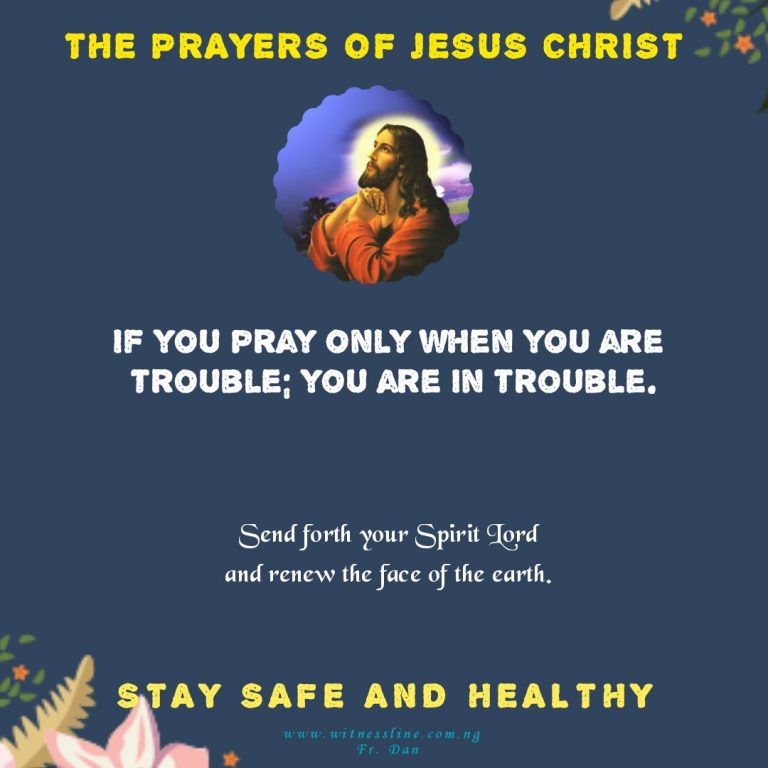 THE PRAYERS OF JESUS CHRIST
IF YOU PRAY ONLY WHEN YOU ARE
TROUBLE; YOU ARE IN TROUBLE.
Send forth your Spirit Lord
and renew the face of the earth.
STAY SAFE AND HEALTHY
www.witnessline.com.ng
Fr. Dan